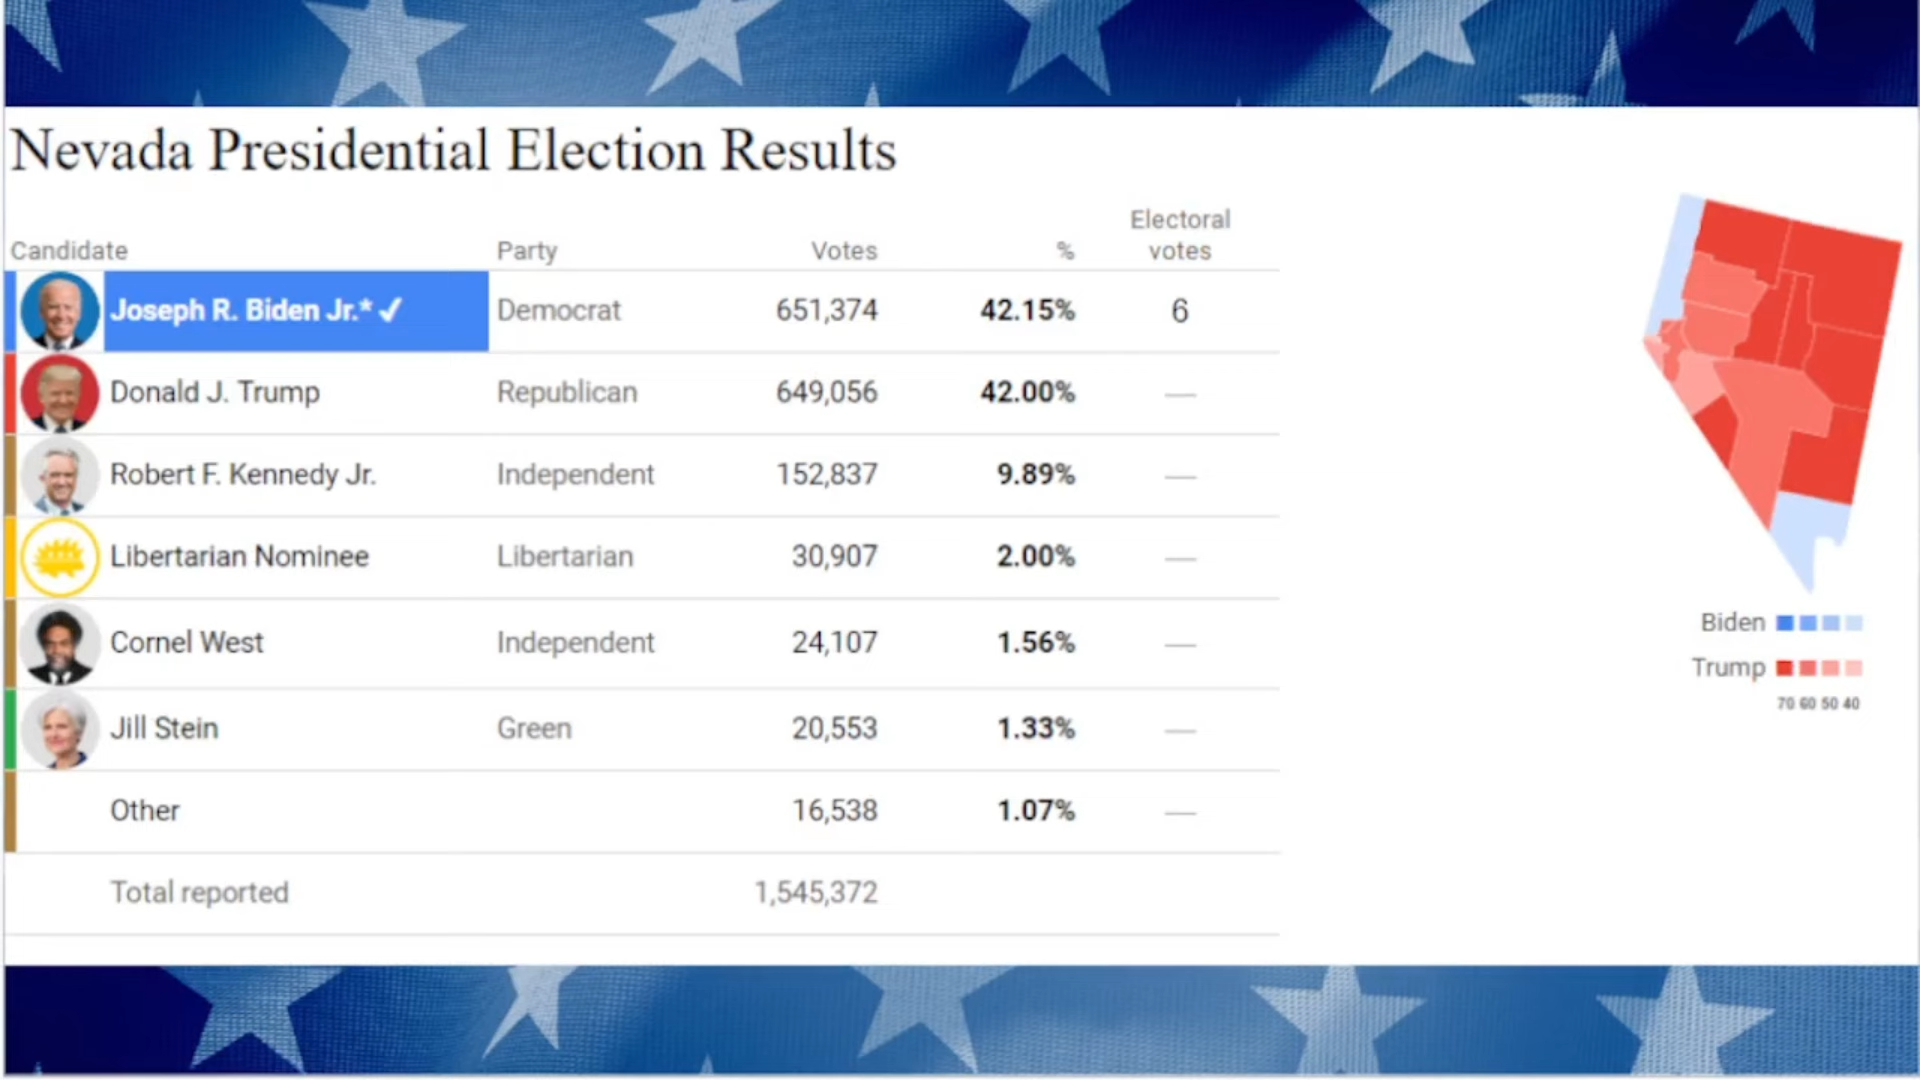 Nevada Presidential Election Results
Candidate Party Votes % Electoral votes
Joseph R. Biden Jr.* ✓ Democrat 651,374 42.15% 6
Donald J. Trump Republican 649,056 42.00% —
Robert F. Kennedy Jr. Independent 152,837 9.89% —
Libertarian Nominee Libertarian 30,907 2.00% —
Cornel West Independent 24,107 1.56% —
Jill Stein Green 20,553 1.33% —
Other 16,538 1.07% —
Total reported 1,545,372
Biden
Trump
70 60 50 40